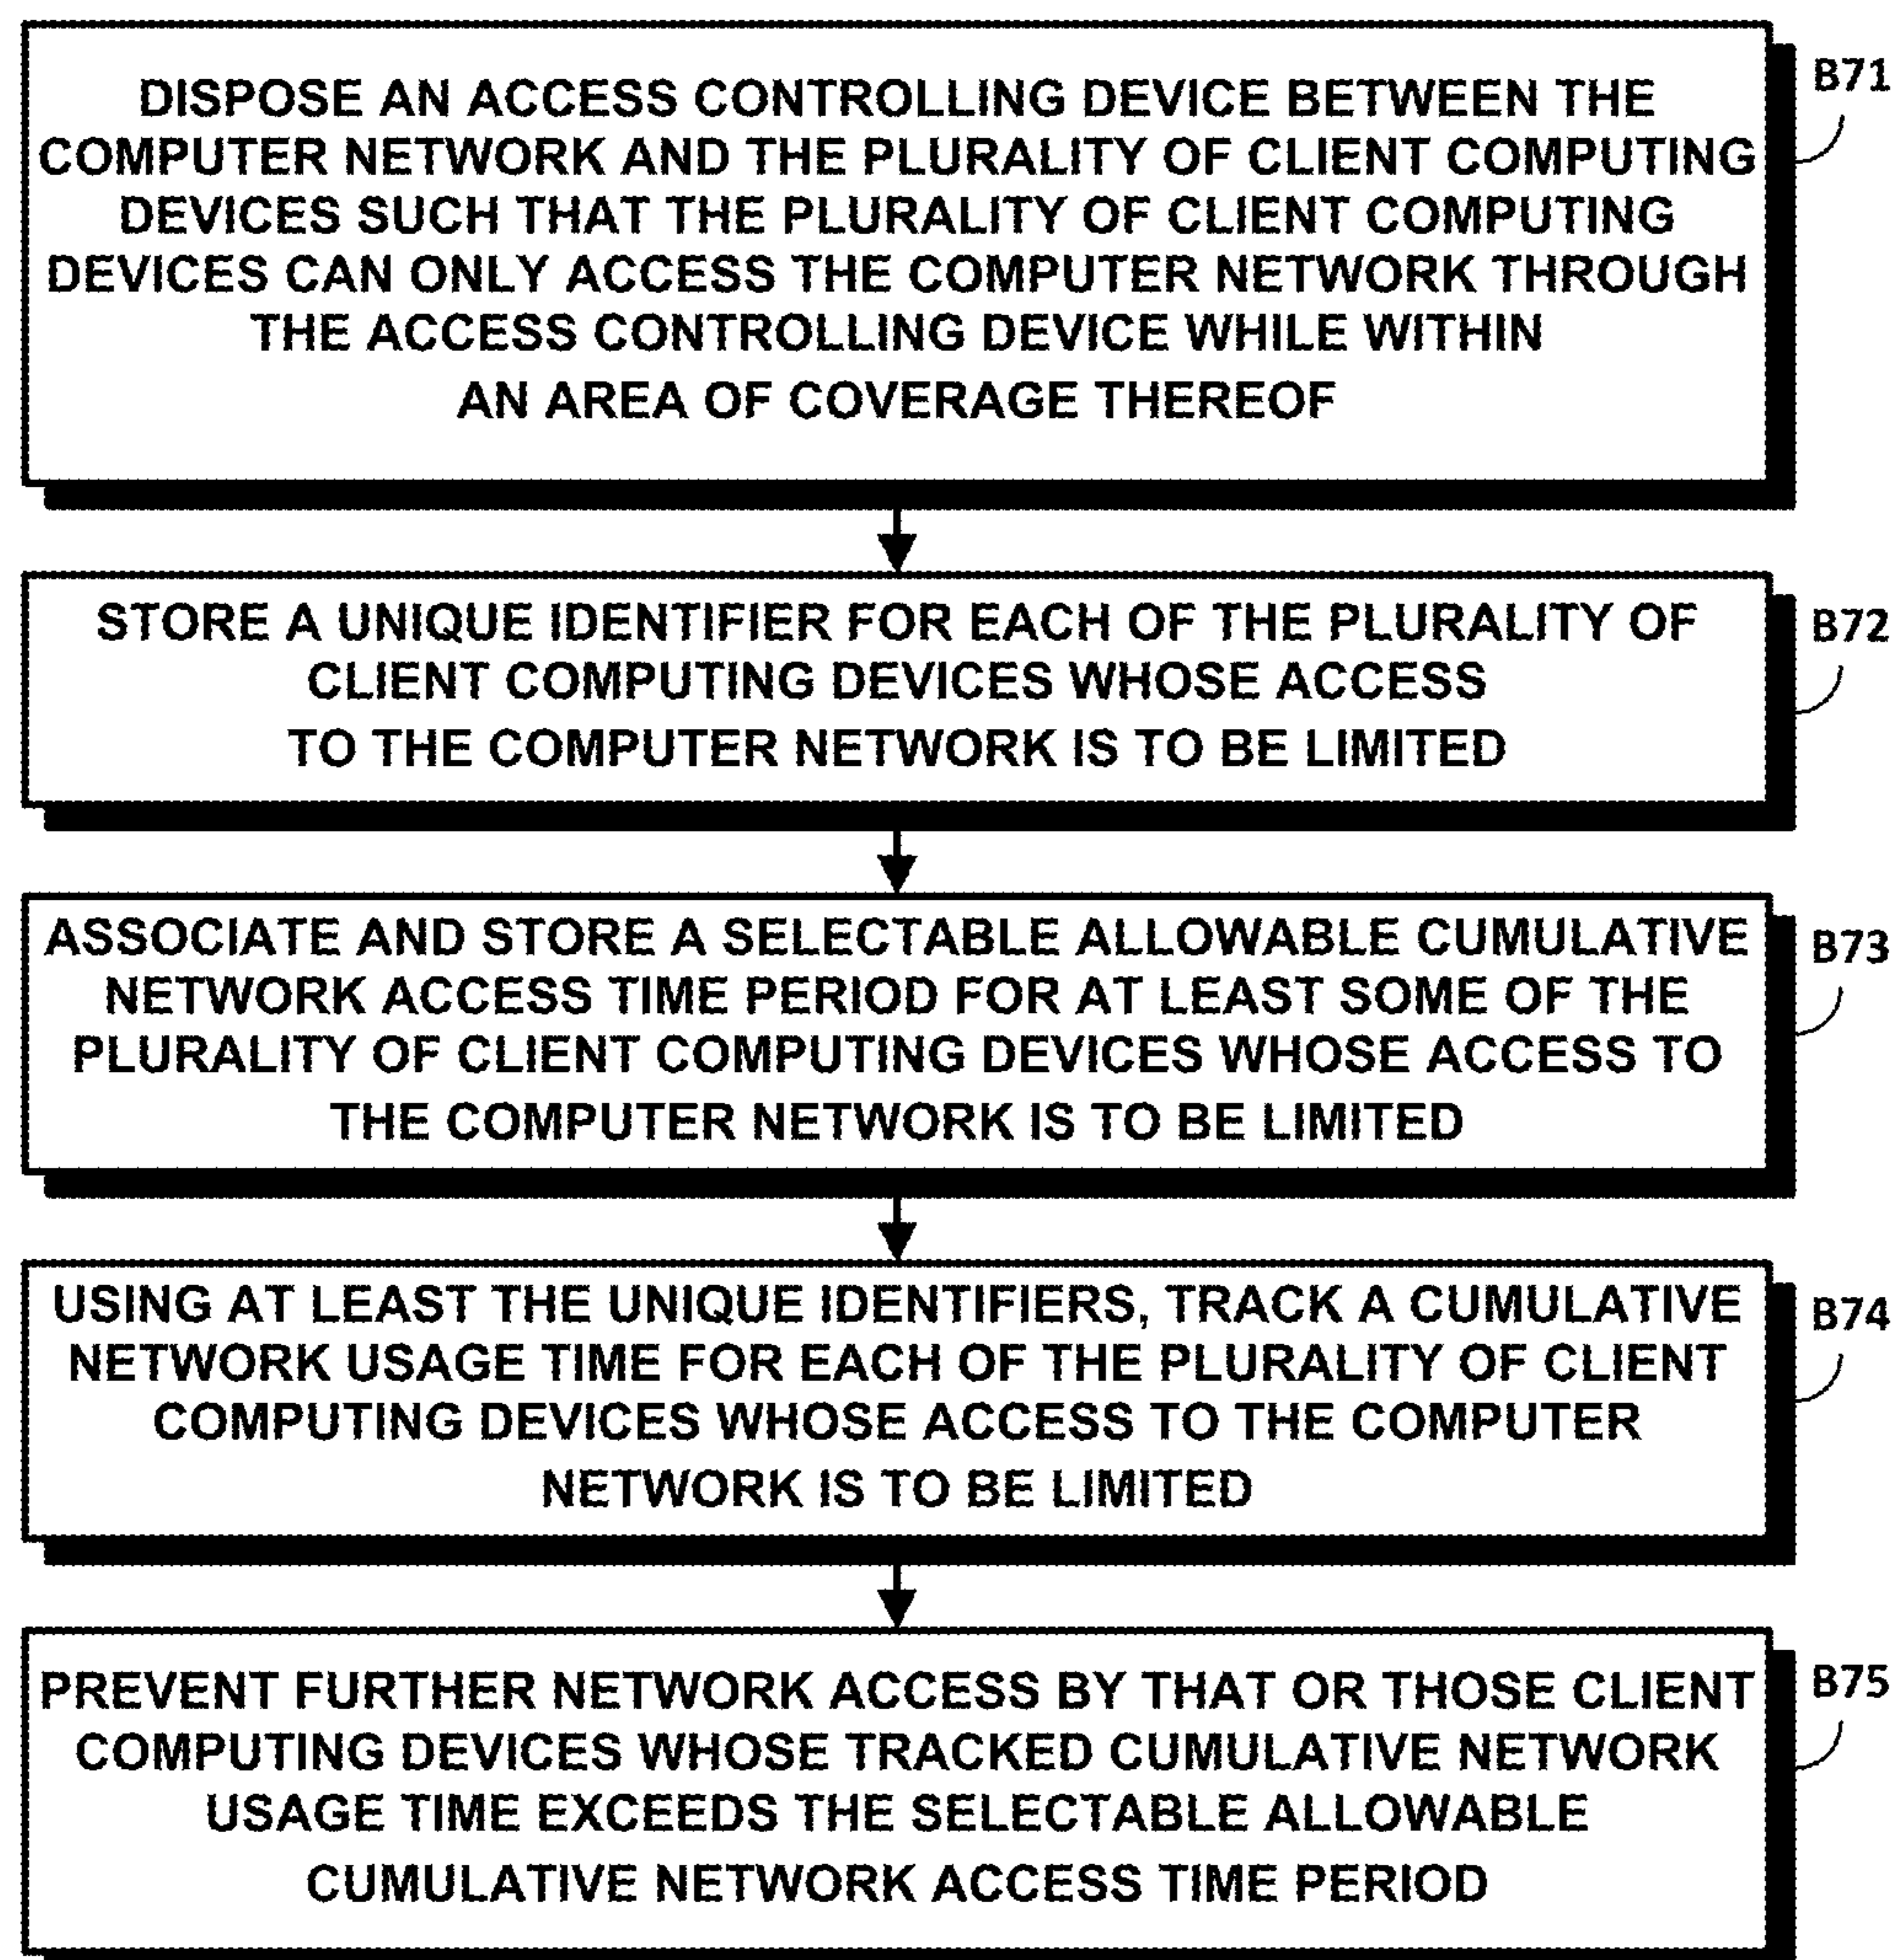 DISPOSE AN ACCESS CONTROLLING DEVICE BETWEEN THE
COMPUTER NETWORK AND THE PLURALITY OF CLIENT COMPUTING
DEVICES SUCH THAT THE PLURALITY OF CLIENT COMPUTING
DEVICES CAN ONLY ACCESS THE COMPUTER NETWORK THROUGH
THE ACCESS CONTROLLING DEVICE WHILE WITHIN
AN AREA OF COVERAGE THEREOF
B71
STORE A UNIQUE IDENTIFIER FOR EACH OF THE PLURALITY OF
CLIENT COMPUTING DEVICES WHOSE ACCESS
TO THE COMPUTER NETWORK IS TO BE LIMITED
B72
ASSOCIATE AND STORE A SELECTABLE ALLOWABLE CUMULATIVE
NETWORK ACCESS TIME PERIOD FOR AT LEAST SOME OF THE
PLURALITY OF CLIENT COMPUTING DEVICES WHOSE ACCESS TO
THE COMPUTER NETWORK IS TO BE LIMITED
B73
USING AT LEAST THE UNIQUE IDENTIFIERS, TRACK A CUMULATIVE
NETWORK USAGE TIME FOR EACH OF THE PLURALITY OF CLIENT
COMPUTING DEVICES WHOSE ACCESS TO THE COMPUTER
NETWORK IS TO BE LIMITED
B74
PREVENT FURTHER NETWORK ACCESS BY THAT OR THOSE CLIENT
COMPUTING DEVICES WHOSE TRACKED CUMULATIVE NETWORK
USAGE TIME EXCEEDS THE SELECTABLE ALLOWABLE
CUMULATIVE NETWORK ACCESS TIME PERIOD
B75